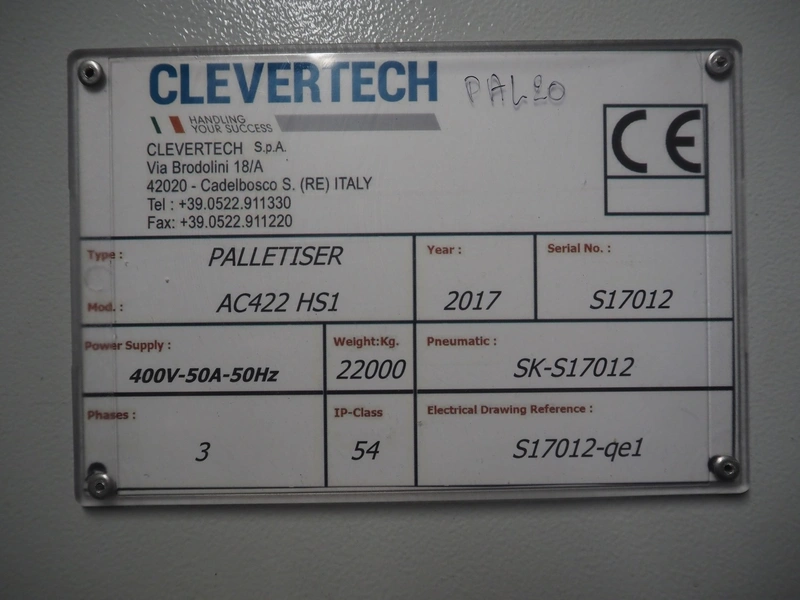 CLEVERTECH
HANDLING
YOUR SUCCESS
CLEVERTECH S.p.A.
Via Brodolini 18/A
42020 - Cadelbosco S. (RE) ITALY
Tel : +39.0522.911330
Fax: +39.0522.911220
CE
Type : PALLETISER
Mod. : AC422 HS1
Year :
2017
Serial No. :
S17012
Power Supply :
400V-50A-50Hz
Weight:Kg.
22000
Pneumatic :
SK-S17012
Phases :
3
IP-Class
54
Electrical Drawing Reference :
S17012-qe1